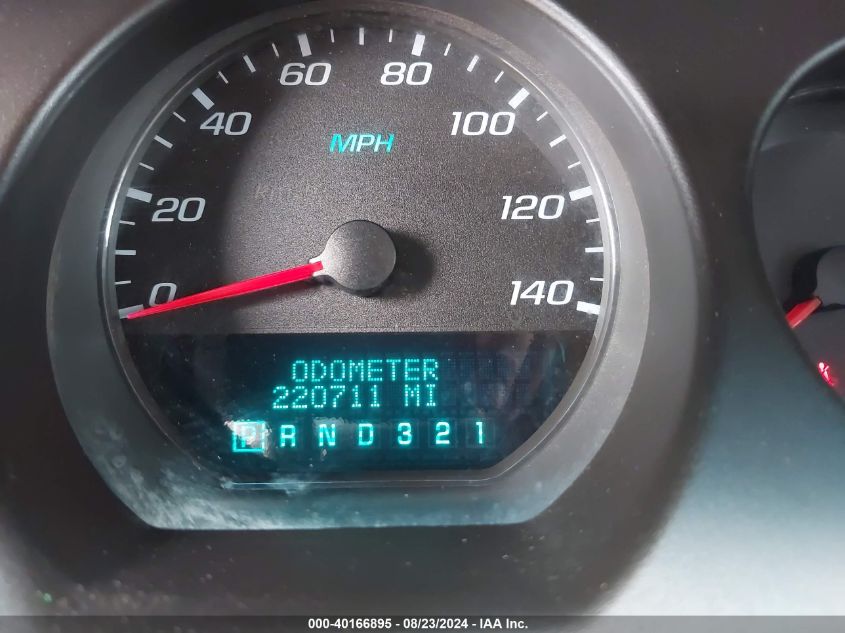 60 80
40 100
MPH
20 120
0 140
ODOMETER
220711 MI
P R N D 3 2 1
000-40166895 - 08/23/2024 - IAA Inc.